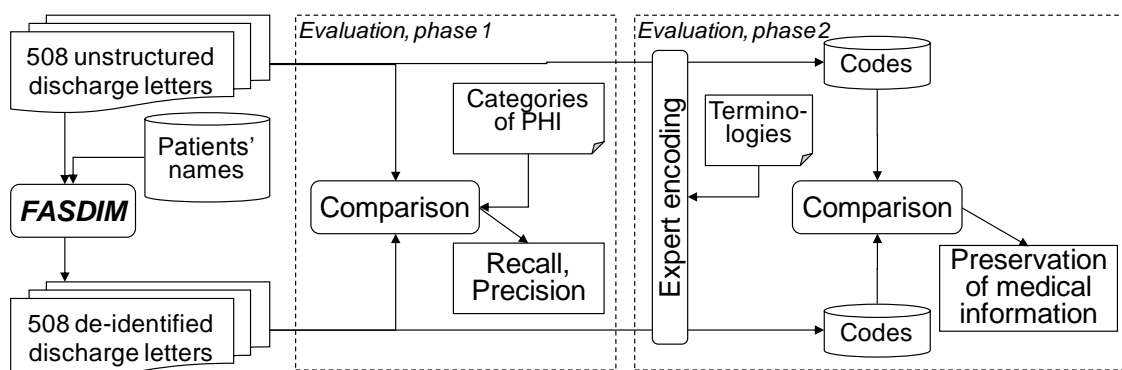 508 unstructured
discharge letters
Patients'
names
FASDIM
508 de-identified
discharge letters
Evaluation, phase 1
Categories
of PHI
Comparison
Recall,
Precision
Evaluation, phase 2
Expert encoding
Termino-
logies
Codes
Comparison
Preservation
of medical
information
Codes